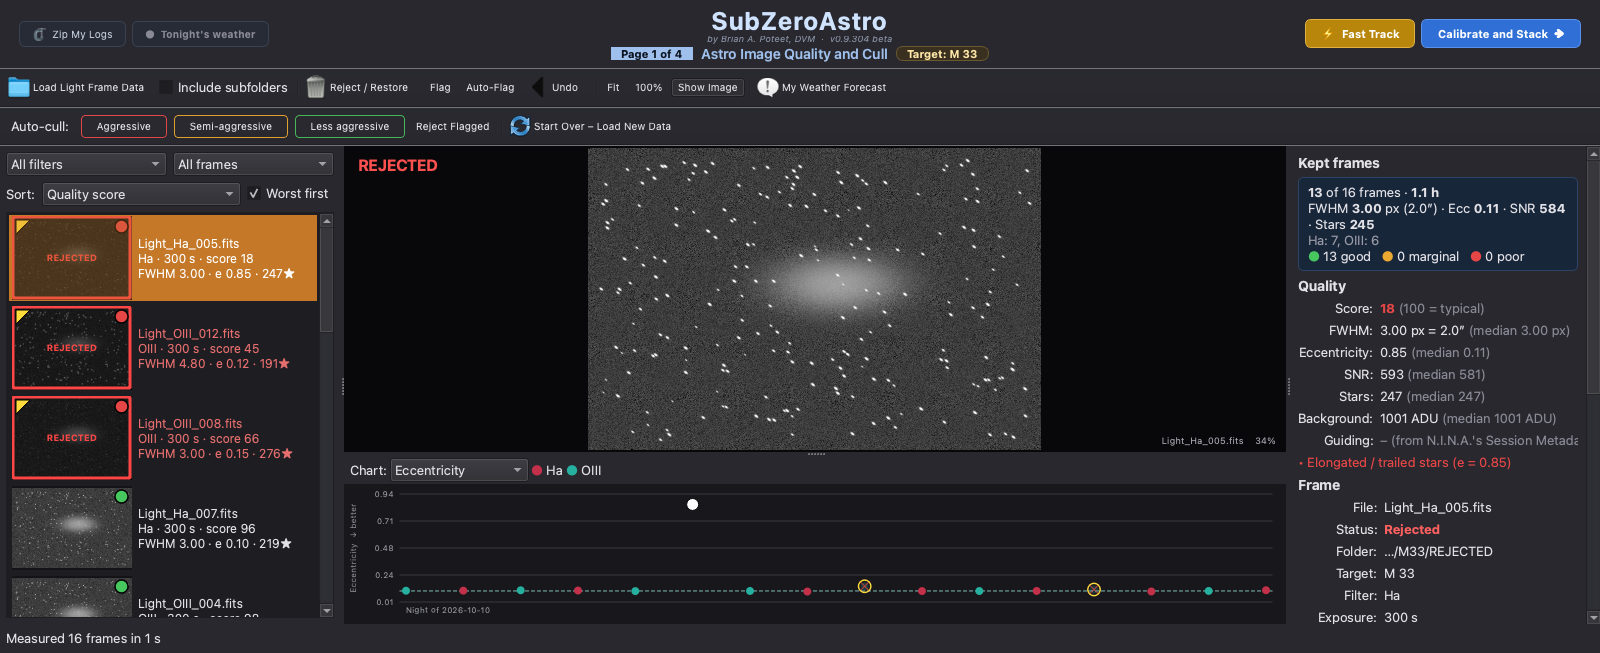 Zip My Logs
Tonight's weather
SubZeroAstro
by Brian A. Poteet, DVM · v0.9.304 beta
Page 1 of 4
Astro Image Quality and Cull
Target: M 33
Fast Track
Calibrate and Stack
Load Light Frame Data
Include subfolders
Reject / Restore
Flag
Auto-Flag
Undo
Fit
100%
Show Image
My Weather Forecast
Auto-cull:
Aggressive
Semi-aggressive
Less aggressive
Reject Flagged
Start Over – Load New Data
All filters
All frames
Sort:
Quality score
Worst first
REJECTED
Light_Ha_005.fits
Ha · 300 s · score 18
FWHM 3.00 · e 0.85 · 247★
REJECTED
Light_OIII_012.fits
OIII · 300 s · score 45
FWHM 4.80 · e 0.12 · 191★
REJECTED
Light_OIII_008.fits
OIII · 300 s · score 66
FWHM 3.00 · e 0.15 · 276★
Light_Ha_007.fits
Ha · 300 s · score 96
FWHM 3.00 · e 0.10 · 219★
Light_OIII_004.fits
OIII · 300 s · score 98
Measured 16 frames in 1 s
REJECTED
Light_Ha_005.fits 34%
Chart:
Eccentricity
Ha
OIII
Eccentricity ↓ better
0.94
0.71
0.48
0.24
0.01
Night of 2026-10-10
Kept frames
13 of 16 frames · 1.1 h
FWHM 3.00 px (2.0″) · Ecc 0.11 · SNR 584
· Stars 245
Ha: 7, OIII: 6
13 good 0 marginal 0 poor
Quality
Score: 18 (100 = typical)
FWHM: 3.00 px = 2.0″ (median 3.00 px)
Eccentricity: 0.85 (median 0.11)
SNR: 593 (median 581)
Stars: 247 (median 247)
Background: 1001 ADU (median 1001 ADU)
Guiding: – (from N.I.N.A.'s Session Metada
• Elongated / trailed stars (e = 0.85)
Frame
File: Light_Ha_005.fits
Status: Rejected
Folder: …/M33/REJECTED
Target: M 33
Filter: Ha
Exposure: 300 s